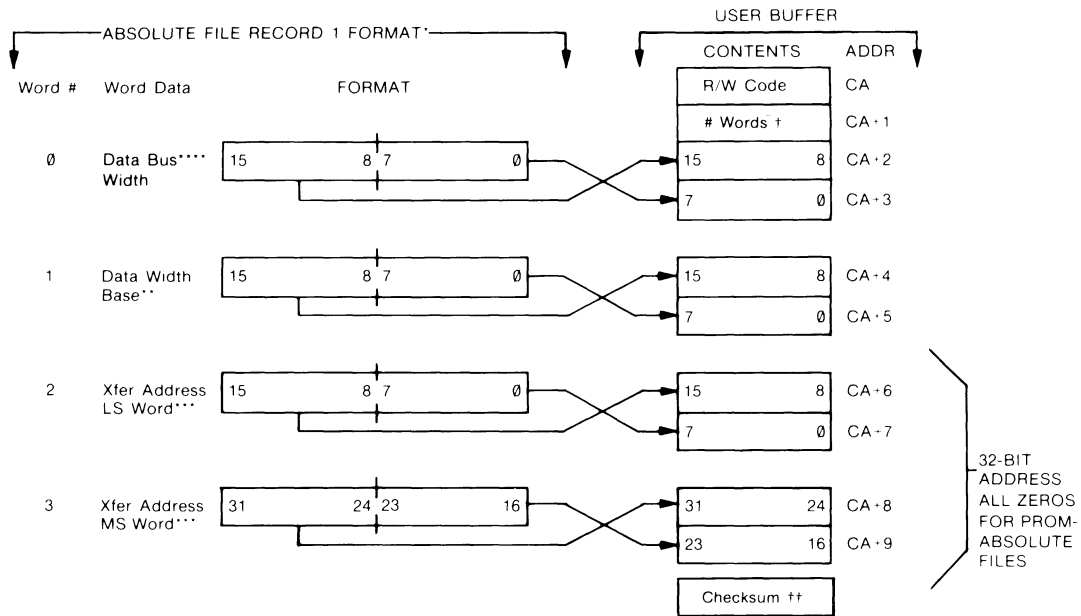 USER BUFFER
ABSOLUTE FILE RECORD 1 FORMAT*
CONTENTS ADDR
Word # Word Data FORMAT
R/W Code CA
# Words † CA+1
Ø Data Bus**** 15 8 7 Ø 15 8 CA+2
Width
7 Ø CA+3
1 Data Width 15 8 7 Ø 15 8 CA+4
Base**
7 Ø CA+5
2 Xfer Address 15 8 7 Ø 15 8 CA+6
LS Word***
7 Ø CA+7
3 Xfer Address 31 24 23 16 31 24 CA+8
MS Word***
23 16 CA+9
32-BIT
ADDRESS
ALL ZEROS
FOR PROM-
ABSOLUTE
FILES
Checksum ††